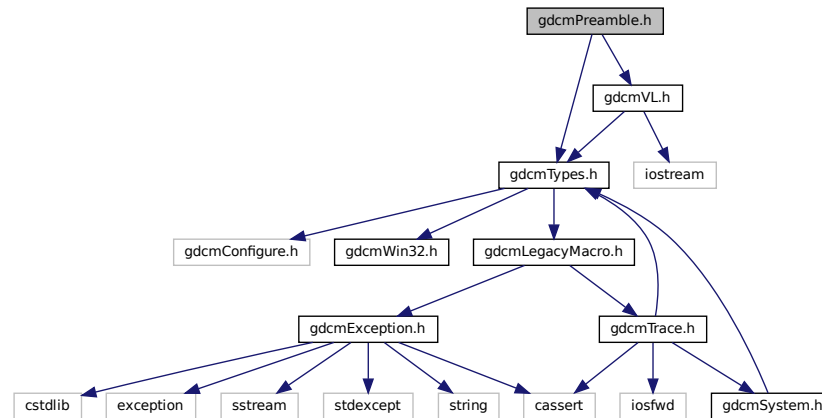 gdcmPreamble.h
gdcmVL.h
gdcmTypes.h
iostream
gdcmConfigure.h
gdcmWin32.h
gdcmLegacyMacro.h
gdcmException.h
gdcmTrace.h
cstdlib
exception
sstream
stdexcept
string
cassert
iosfwd
gdcmSystem.h